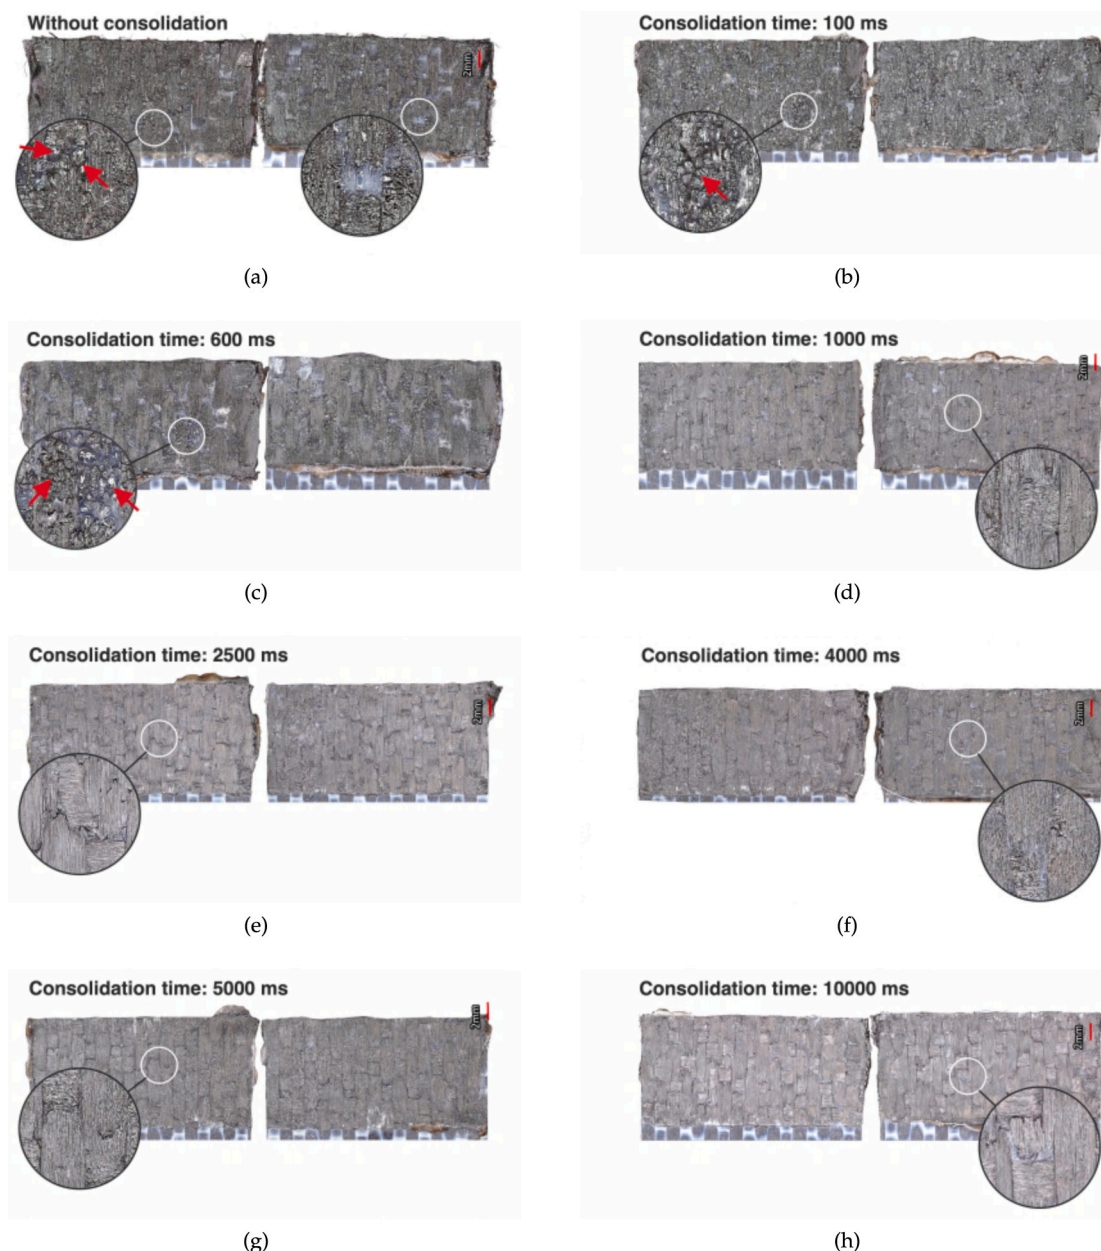 Without consolidation
2mm
(a)
Consolidation time: 100 ms
(b)
Consolidation time: 600 ms
(c)
Consolidation time: 1000 ms
2mm
(d)
Consolidation time: 2500 ms
2mm
(e)
Consolidation time: 4000 ms
2mm
(f)
Consolidation time: 5000 ms
2mm
(g)
Consolidation time: 10000 ms
2mm
(h)